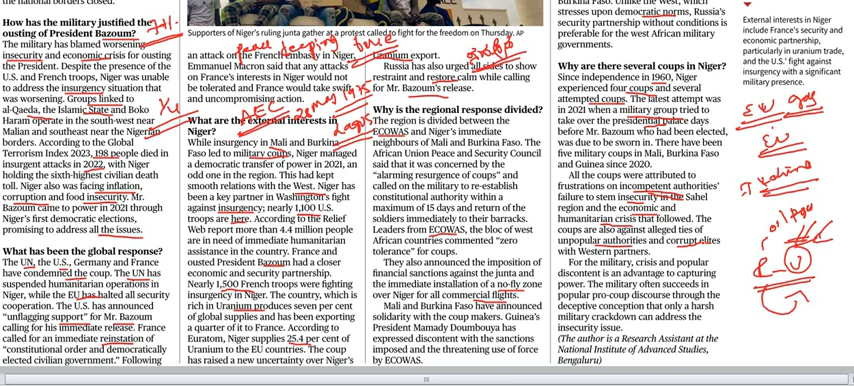 the national borders.
How has the military justified the
ousting of President Bazoum?
The military has blamed worsening
insecurity and economic crisis for ousting
the President. Despite the presence of the
U.S. and French troops, Niger was unable
to address the insurgency situation that
was worsening. Groups linked to
al-Qaeda, the Islamic State and Boko
Haram operate in the south-west near
Malian and southeast near the Nigerian
borders. According to the Global
Terrorism Index 2023, 198 people died in
insurgent attacks in 2022, with Niger
holding the sixth-highest civilian death
toll. Niger also was facing inflation,
corruption and food insecurity. Mr.
Bazoum came to power in 2021 through
Niger's first democratic elections,
promising to address all the issues.
What has been the global response?
The UN, the U.S., Germany and France
have condemned the coup. The UN has
suspended humanitarian operations in
Niger, while the EU has halted all security
cooperation. The U.S. has announced
"unflagging support" for Mr. Bazoum
calling for his immediate release. France
called for an immediate reinstation of
"constitutional order and democratically
elected civilian government." Following
Supporters of Niger's ruling junta gather at a protest called to fight for the freedom on Thursday. AP
peace keeping force
an attack on the French embassy in Niger,
Emmanuel Macron said that any attacks
on France's interests in Niger would not
be tolerated and France would take swift
and uncompromising action.
AEC 28 May 1975
Lagos
What are the external interests in
Niger?
While insurgency in Mali and Burkina
Faso led to military coups, Niger managed
a democratic transfer of power in 2021, an
odd one in the region. This had kept
smooth relations with the West. Niger has
been a key partner in Washington's fight
against insurgency; nearly 1,100 U.S.
troops are here. According to the Relief
Web report more than 4.4 million people
are in need of immediate humanitarian
assistance in the country. France and
ousted President Bazoum had a closer
economic and security partnership.
Nearly 1,500 French troops were fighting
insurgency in Niger. The country, which is
rich in Uranium produces seven per cent
of global supplies and has been exporting
a quarter of it to France. According to
Euratom, Niger supplies 25.4 per cent of
Uranium to the EU countries. The coup
has raised a new uncertainty over Niger's
Uranium export.
Russia has also urged all sides to show
restraint and restore calm while calling
for Mr. Bazoum's release.
Why is the regional response divided?
The region is divided between the
ECOWAS and Niger's immediate
neighbours of Mali and Burkina Faso. The
African Union Peace and Security Council
said that it was concerned by the
"alarming resurgence of coups" and
called on the military to re-establish
constitutional authority within a
maximum of 15 days and return of the
soldiers immediately to their barracks.
Leaders from ECOWAS, the bloc of west
African countries commented "zero
tolerance" for coups.
They also announced the imposition of
financial sanctions against the junta and
the immediate installation of a no-fly zone
over Niger for all commercial flights.
Mali and Burkina Faso have announced
solidarity with the coup makers. Guinea's
President Mamady Doumbouya has
expressed discontent with the sanctions
imposed and the threatening use of force
by ECOWAS.
Burkina Faso. Unlike the West, which
stresses upon democratic norms, Russia's
security partnership without conditions is
preferable for the west African military
governments.
Why are there several coups in Niger?
Since independence in 1960, Niger
experienced four coups and several
attempted coups. The latest attempt was
in 2021 when a military group tried to
take over the presidential palace days
before Mr. Bazoum who had been elected,
was due to be sworn in. There have been
five military coups in Mali, Burkina Faso
and Guinea since 2020.
All the coups were attributed to
frustrations on incompetent authorities'
failure to stem insecurity in the Sahel
region and the economic and
humanitarian crisis that followed. The
coups are also against alleged ties of
unpopular authorities and corrupt elites
with Western partners.
For the military, crisis and popular
discontent is an advantage to capturing
power. The military often succeeds in
popular pro-coup discourse through the
deceptive conception that only a harsh
military crackdown can address the
insecurity issue.
(The author is a Research Assistant at the
National Institute of Advanced Studies,
Bengaluru)
External interests in Niger
include France's security and
economic partnership,
particularly in uranium trade,
and the U.S.' fight against
insurgency with a significant
military presence.